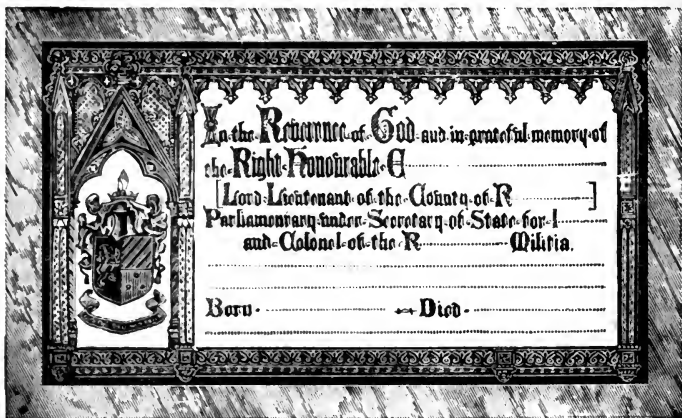 In the Reverence of God and in grateful memory of
the Right Honourable E
[Lord Lieutenant of the County of R ]
Parliamentary under Secretary of State for I
and Colonel of the R Militia.
Born Died